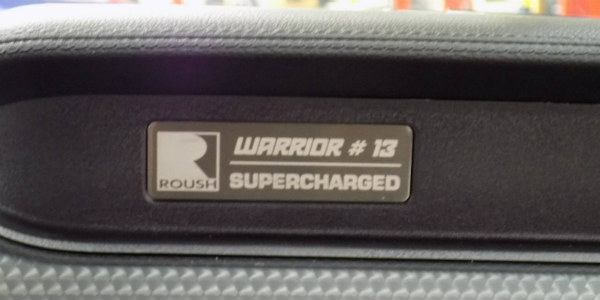 R
ROUSH
WARRIOR # 13
SUPERCHARGED